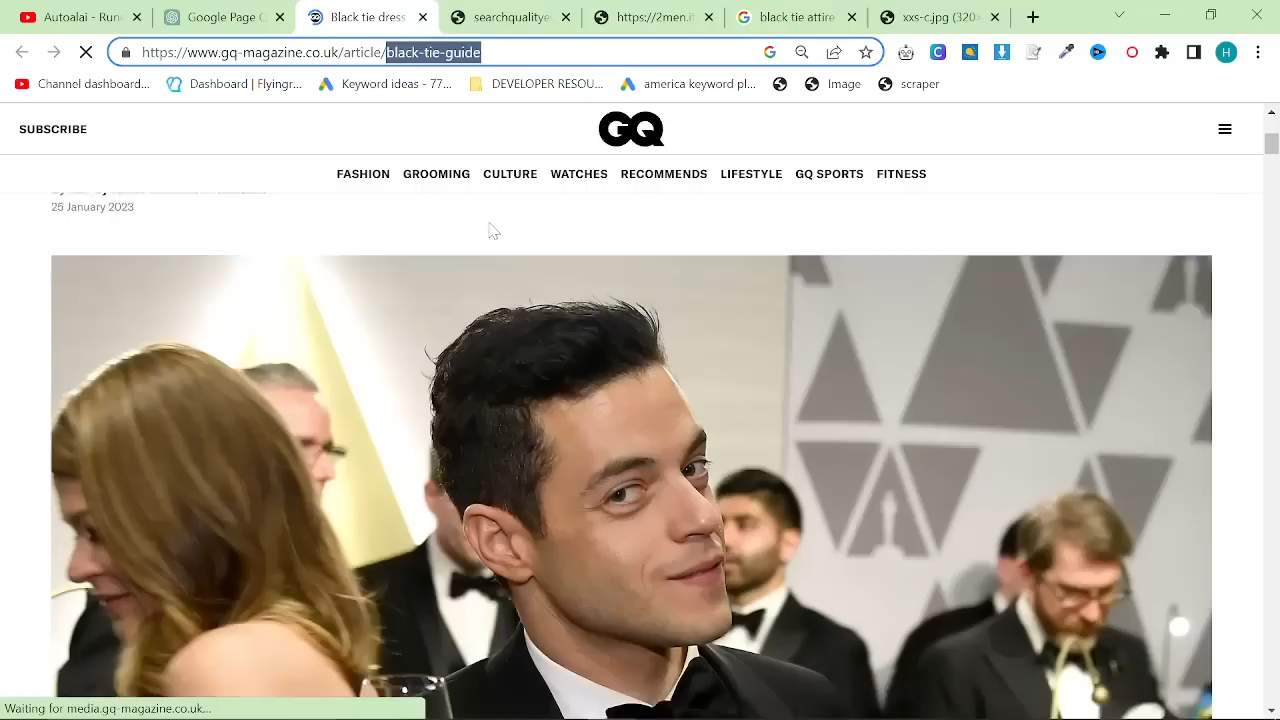 Autoalai - Run
Google Page C
Black tie dress
searchquality
https://2men.it
black tie attire
sxs-c.jpg (320
https://www.gq-magazine.co.uk/article/black-tie-guide
H
Channel dashboard...
Dashboard | Flyingr...
Keyword ideas - 77...
DEVELOPER RESOU...
america keyword pl...
Image
scraper
SUBSCRIBE
GQ
FASHION GROOMING CULTURE WATCHES RECOMMENDS LIFESTYLE GQ SPORTS FITNESS
25 January 2023
Waiting for media.gq-magazine.co.uk...